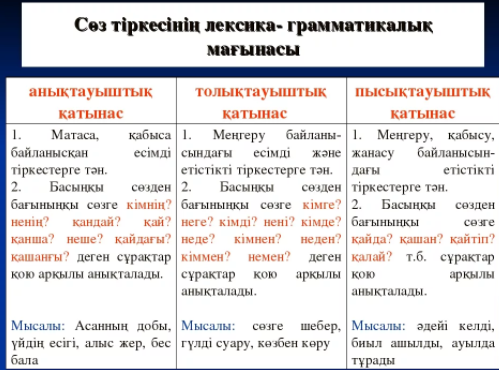 Сөз тіркесінің лексика- грамматикалық
мағынасы
анықтауыштық
қатынас
1. Матаса, қабыса
байланысқан есімді
тіркестерге тән.
2. Басыңқы сөзден
бағыныңқы сөзге кімнің?
ненің? қандай? қай?
қанша? неше? қайдағы?
қашанғы? деген сұрақтар
қою арқылы анықталады.
Мысалы: Асанның добы,
үйдің есігі, алыс жер, бес
бала
толықтауыштық
қатынас
1. Меңгеру байланы-
сындағы есімді және
етістікті тіркестерге тән.
2. Басыңқы сөзден
бағыныңқы сөзге кімге?
неге? кімді? нені? кімде?
неде? кімнен? неден?
кіммен? немен? деген
сұрақтар қою арқылы
анықталады.
Мысалы: сөзге шебер,
гүлді суару, көзбен көру
пысықтауыштық
қатынас
1. Меңгеру, қабысу,
жанасу байланысын-
дағы етістікті
тіркестерге тән.
2. Басыңқы сөзден
бағыныңқы сөзге
қайда? қашан? қайтіп?
қалай? т.б. сұрақтар
қою арқылы
анықталады.
Мысалы: әдейі келді,
биыл ашылды, ауылда
тұрады